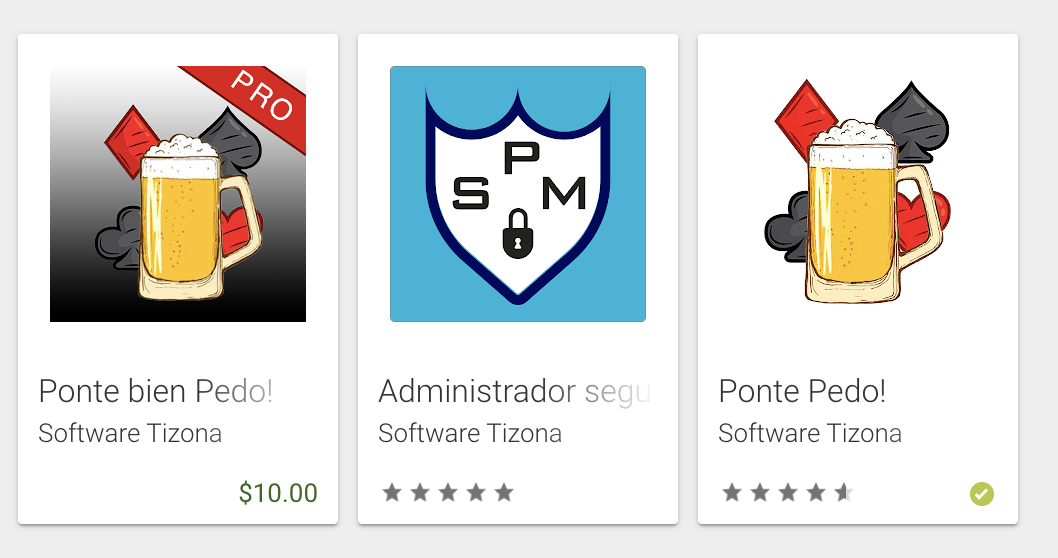 PRO
Ponte bien Pedo!
Software Tizona
$10.00
S P M
Administrador segu
Software Tizona
Ponte Pedo!
Software Tizona